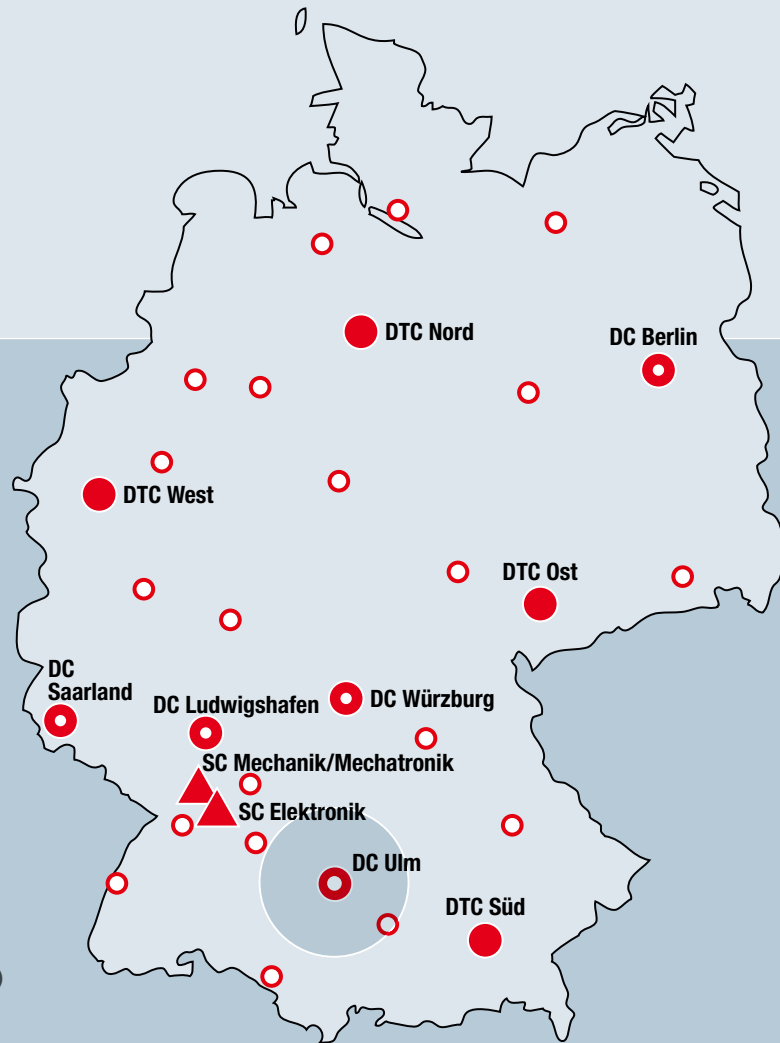 DTC Nord
DC Berlin
DTC West
DTC Ost
DC
Saarland
DC Ludwigshafen
DC Würzburg
SC Mechanik/Mechatronik
SC Elektronik
DC Ulm
DTC Süd